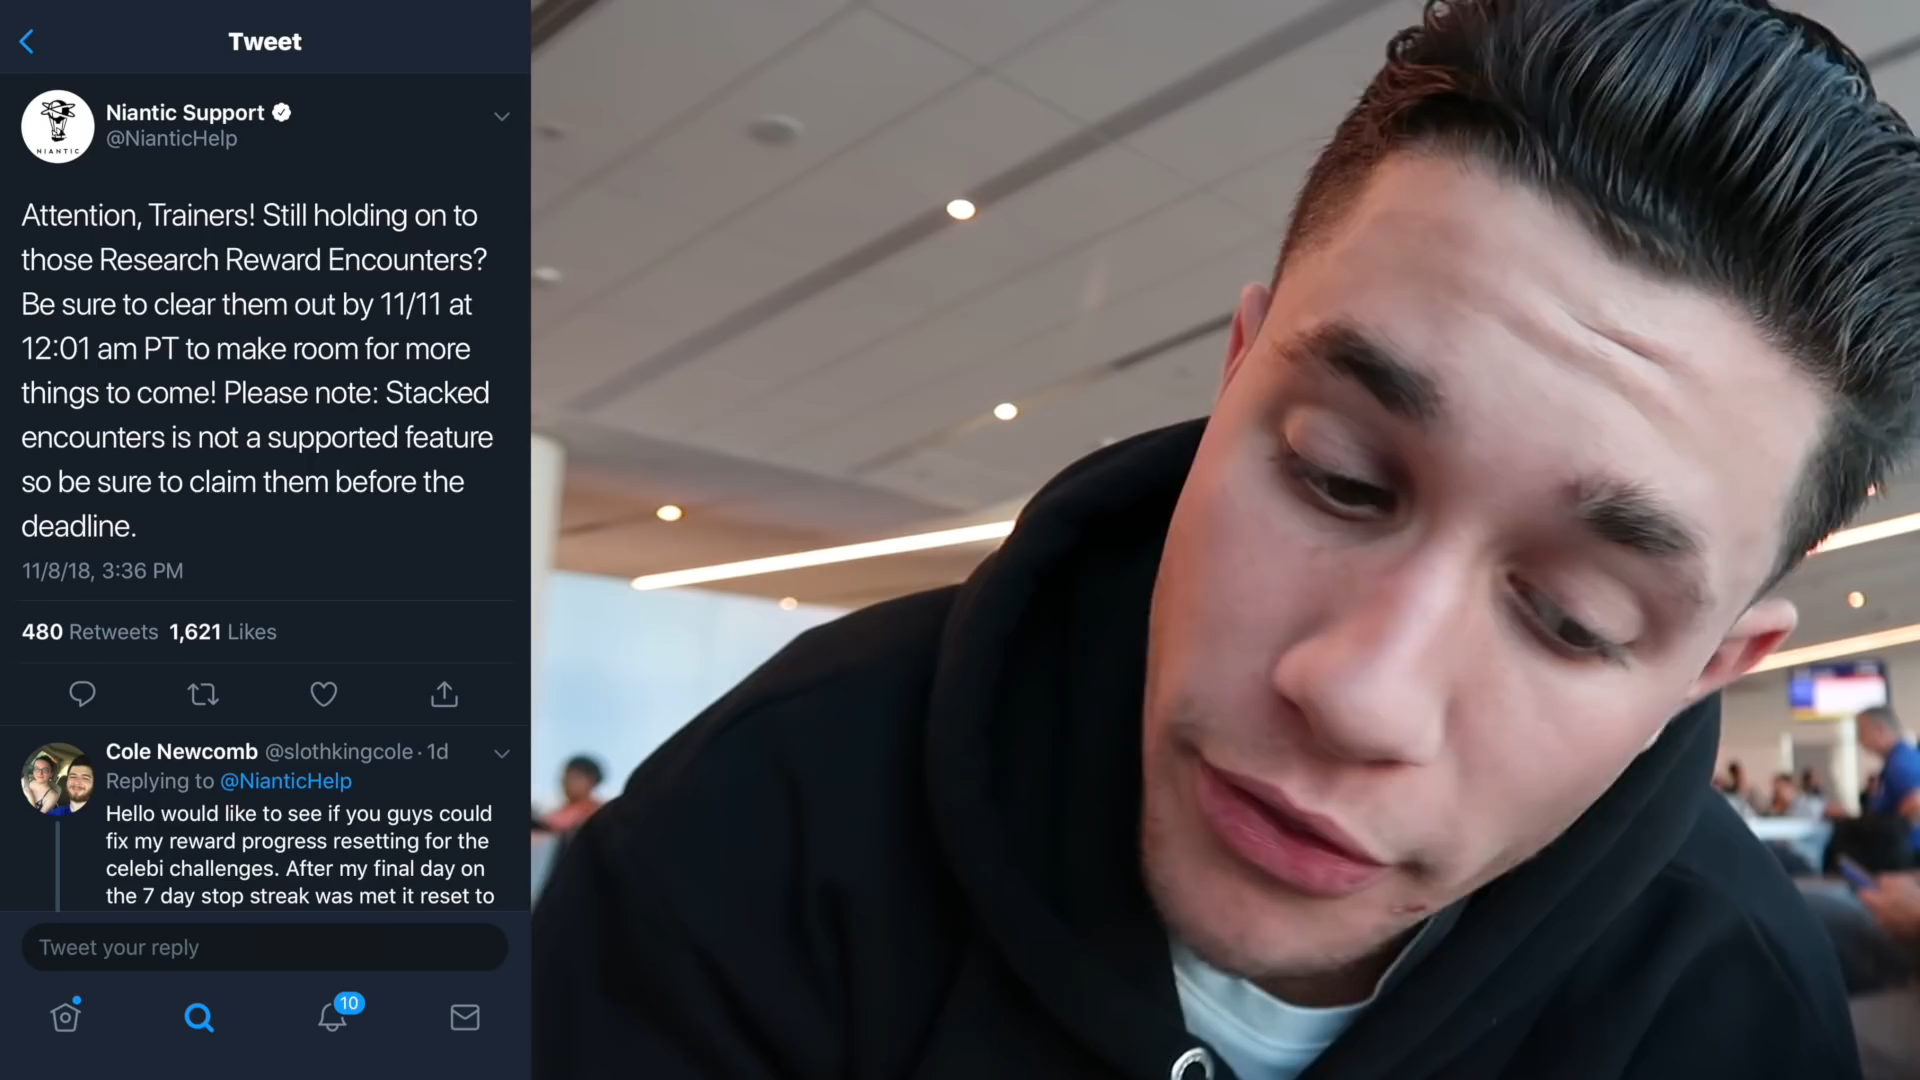 Tweet
Niantic Support
@NianticHelp
NIANTIC
Attention, Trainers! Still holding on to
those Research Reward Encounters?
Be sure to clear them out by 11/11 at
12:01 am PT to make room for more
things to come! Please note: Stacked
encounters is not a supported feature
so be sure to claim them before the
deadline.
11/8/18, 3:36 PM
480 Retweets 1,621 Likes
Cole Newcomb @slothkingcole · 1d
Replying to @NianticHelp
Hello would like to see if you guys could
fix my reward progress resetting for the
celebi challenges. After my final day on
the 7 day stop streak was met it reset to
Tweet your reply
10